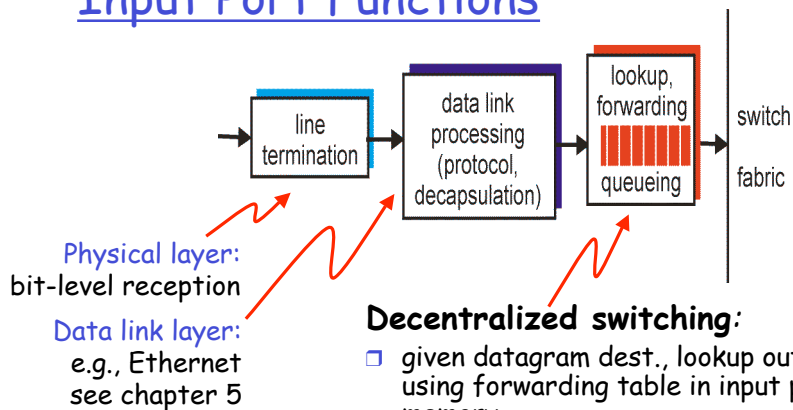 Input Port Functions
line
termination
data link
processing
(protocol,
decapsulation)
lookup,
forwarding
queueing
switch
fabric
Physical layer:
bit-level reception
Data link layer:
e.g., Ethernet
see chapter 5
Decentralized switching:
given datagram dest., lookup
using forwarding table in input